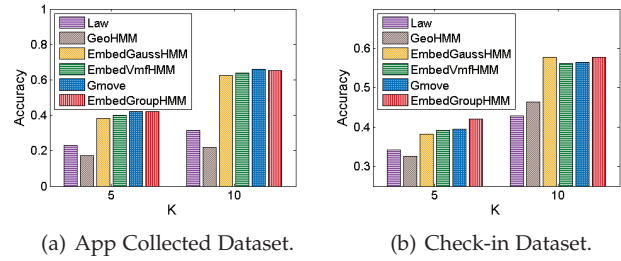 1
0.8
0.6
0.4
0.2
0
Accuracy
Law
GeoHMM
EmbedGaussHMM
EmbedVmfHMM
Gmove
EmbedGroupHMM
5
10
K
(a) App Collected Dataset.
0.6
0.5
0.4
0.3
Accuracy
Law
GeoHMM
EmbedGaussHMM
EmbedVmfHMM
Gmove
EmbedGroupHMM
5
10
K
(b) Check-in Dataset.